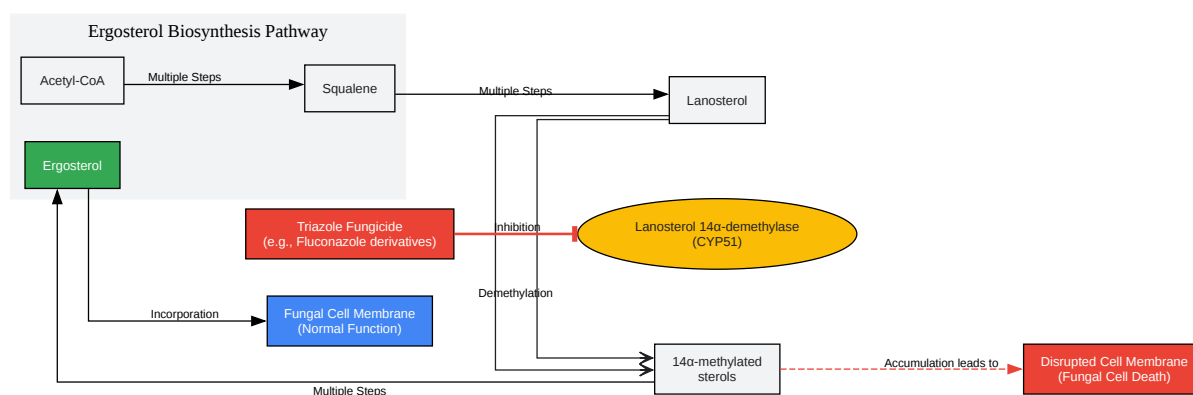 Ergosterol Biosynthesis Pathway
Acetyl-CoA
Multiple Steps
Squalene
Multiple Steps
Lanosterol
Ergosterol
Triazole Fungicide
(e.g., Fluconazole derivatives)
Inhibition
Lanosterol 14α-demethylase
(CYP51)
Demethylation
Incorporation
Fungal Cell Membrane
(Normal Function)
14α-methylated
sterols
Accumulation leads to
Disrupted Cell Membrane
(Fungal Cell Death)
Multiple Steps